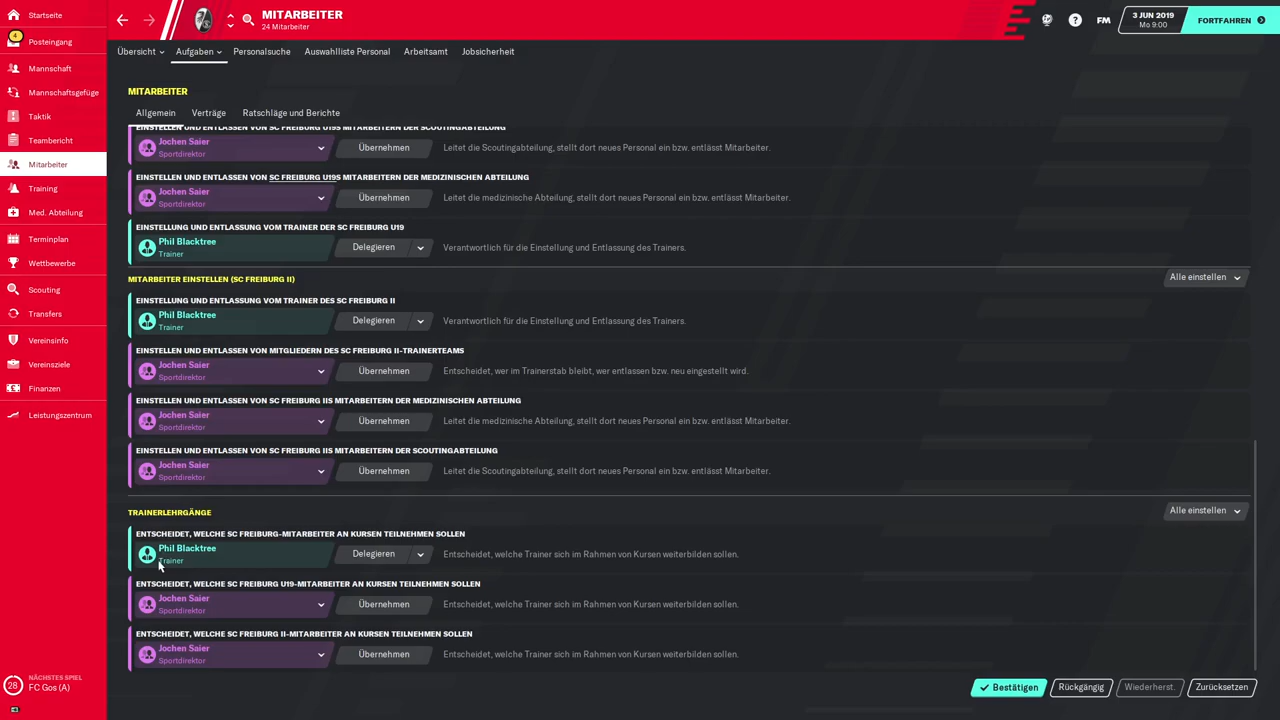 Startseite
4
Posteingang
Mannschaft
Mannschaftsgefüge
Taktik
Teambericht
Mitarbeiter
Training
Med. Abteilung
Terminplan
Wettbewerbe
Scouting
Transfers
Vereinsinfo
Vereinsziele
Finanzen
Leistungszentrum
28
NÄCHSTES SPIEL
FC Gos (A)
MITARBEITER
24 Mitarbeiter
?
FM
3 JUN 2019
Mo 9:00
FORTFAHREN
Übersicht
Aufgaben
Personalsuche
Auswahlliste Personal
Arbeitsamt
Jobsicherheit
MITARBEITER
Allgemein
Verträge
Ratschläge und Berichte
EINSTELLEN UND ENTLASSEN VON SC FREIBURG U19S MITARBEITERN DER SCOUTINGABTEILUNG
Jochen Saier
Sportdirektor
Übernehmen
Leitet die Scoutingabteilung, stellt dort neues Personal ein bzw. entlässt Mitarbeiter.
EINSTELLEN UND ENTLASSEN VON SC FREIBURG U19S MITARBEITERN DER MEDIZINISCHEN ABTEILUNG
Jochen Saier
Sportdirektor
Übernehmen
Leitet die medizinische Abteilung, stellt dort neues Personal ein bzw. entlässt Mitarbeiter.
EINSTELLUNG UND ENTLASSUNG VOM TRAINER DER SC FREIBURG U19
Phil Blacktree
Trainer
Delegieren
Verantwortlich für die Einstellung und Entlassung des Trainers.
MITARBEITER EINSTELLEN (SC FREIBURG II)
Alle einstellen
EINSTELLUNG UND ENTLASSUNG VOM TRAINER DES SC FREIBURG II
Phil Blacktree
Trainer
Delegieren
Verantwortlich für die Einstellung und Entlassung des Trainers.
EINSTELLEN UND ENTLASSEN VON MITGLIEDERN DES SC FREIBURG II-TRAINERTEAMS
Jochen Saier
Sportdirektor
Übernehmen
Entscheidet, wer im Trainerstab bleibt, wer entlassen bzw. neu eingestellt wird.
EINSTELLEN UND ENTLASSEN VON SC FREIBURG IIS MITARBEITERN DER MEDIZINISCHEN ABTEILUNG
Jochen Saier
Sportdirektor
Übernehmen
Leitet die medizinische Abteilung, stellt dort neues Personal ein bzw. entlässt Mitarbeiter.
EINSTELLEN UND ENTLASSEN VON SC FREIBURG IIS MITARBEITERN DER SCOUTINGABTEILUNG
Jochen Saier
Sportdirektor
Übernehmen
Leitet die Scoutingabteilung, stellt dort neues Personal ein bzw. entlässt Mitarbeiter.
TRAINERLEHRGÄNGE
Alle einstellen
ENTSCHEIDET, WELCHE SC FREIBURG-MITARBEITER AN KURSEN TEILNEHMEN SOLLEN
Phil Blacktree
Trainer
Delegieren
Entscheidet, welche Trainer sich im Rahmen von Kursen weiterbilden sollen.
ENTSCHEIDET, WELCHE SC FREIBURG U19-MITARBEITER AN KURSEN TEILNEHMEN SOLLEN
Jochen Saier
Sportdirektor
Übernehmen
Entscheidet, welche Trainer sich im Rahmen von Kursen weiterbilden sollen.
ENTSCHEIDET, WELCHE SC FREIBURG II-MITARBEITER AN KURSEN TEILNEHMEN SOLLEN
Jochen Saier
Sportdirektor
Übernehmen
Entscheidet, welche Trainer sich im Rahmen von Kursen weiterbilden sollen.
Bestätigen
Rückgängig
Wiederherst.
Zurücksetzen